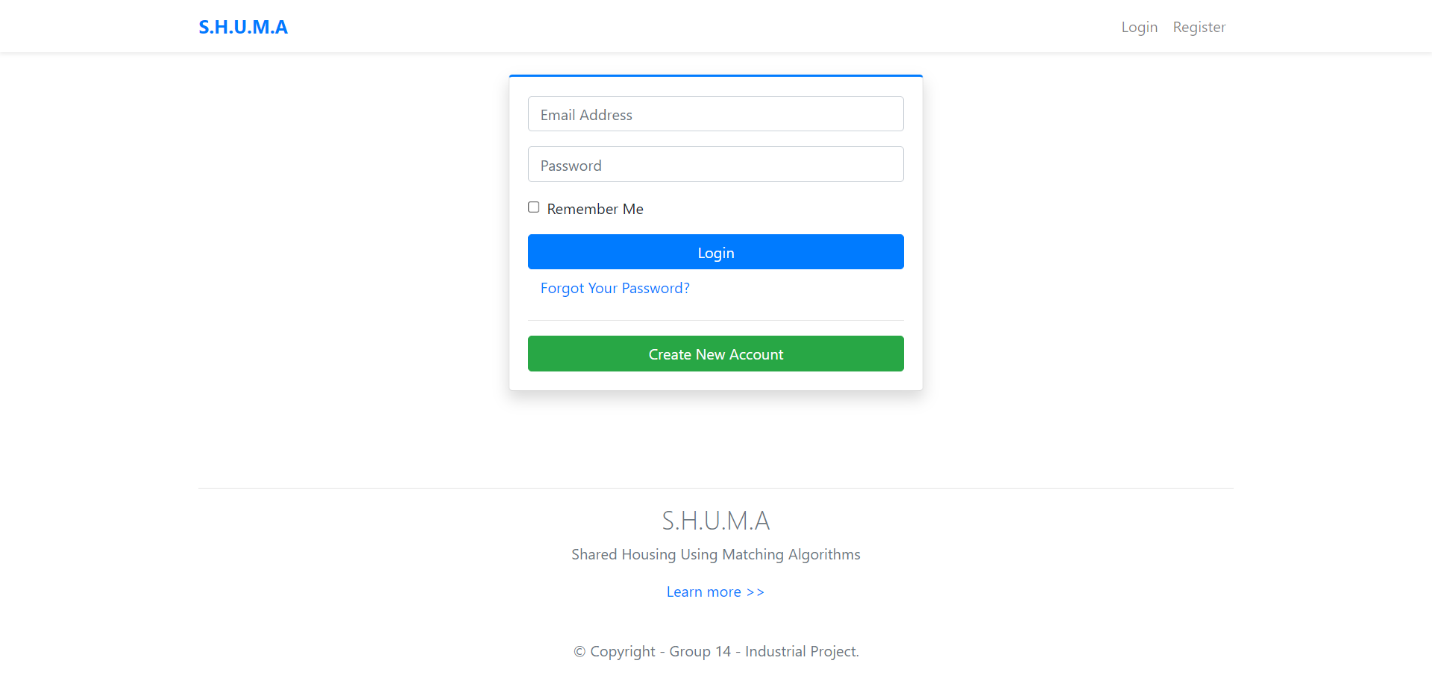 S.H.U.M.A
Login
Register
Email Address
Password
Remember Me
Login
Forgot Your Password?
Create New Account
S.H.U.M.A
Shared Housing Using Matching Algorithms
Learn more >>
© Copyright - Group 14 - Industrial Project.